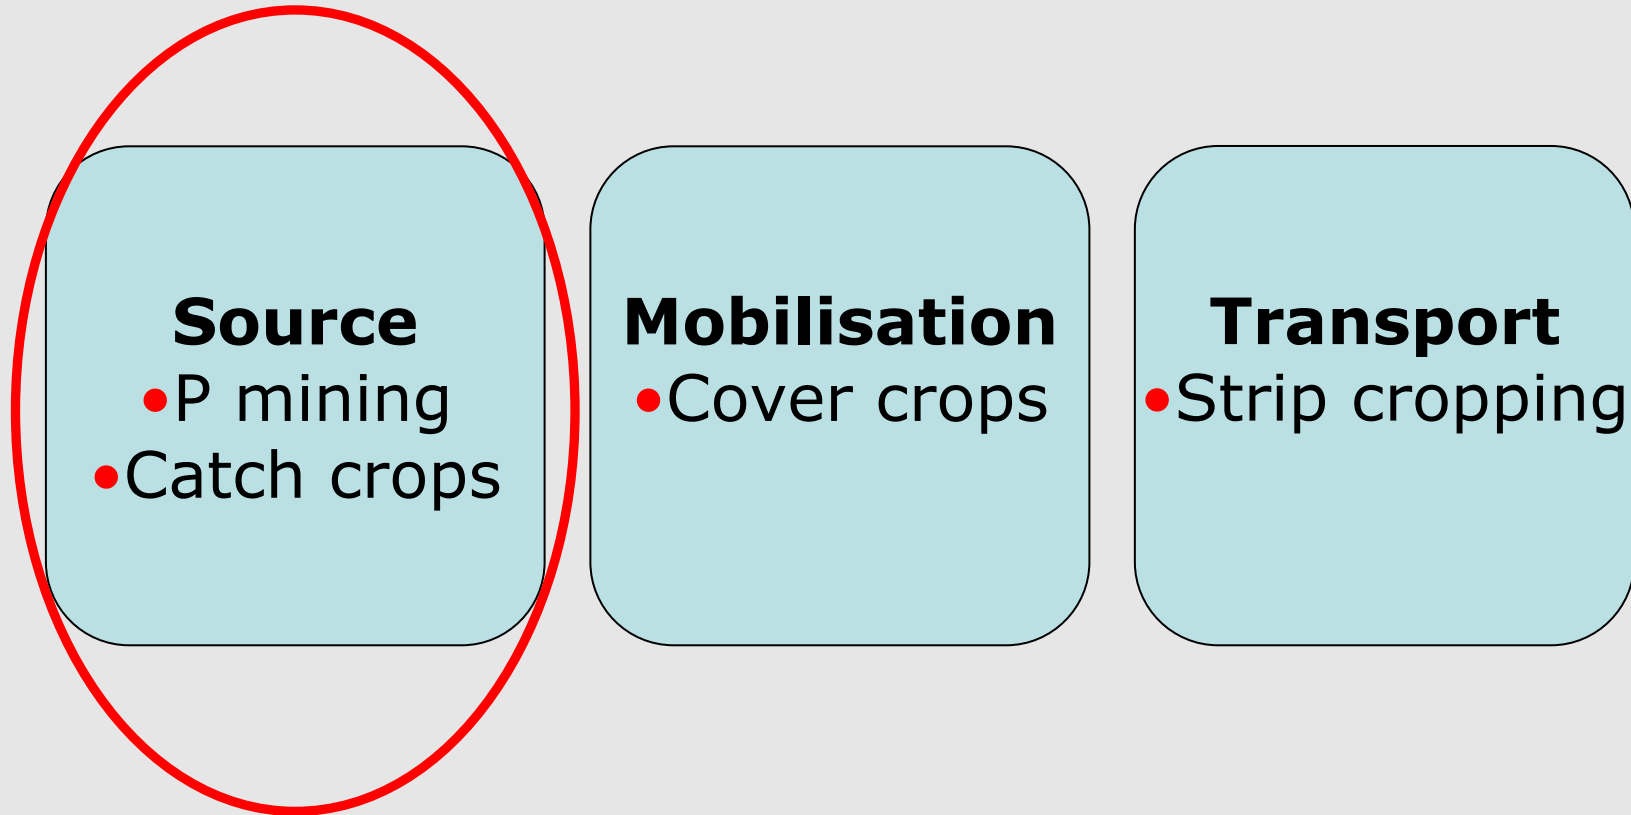 Source
•P mining
•Catch crops
Mobilisation
•Cover crops
Transport
•Strip cropping